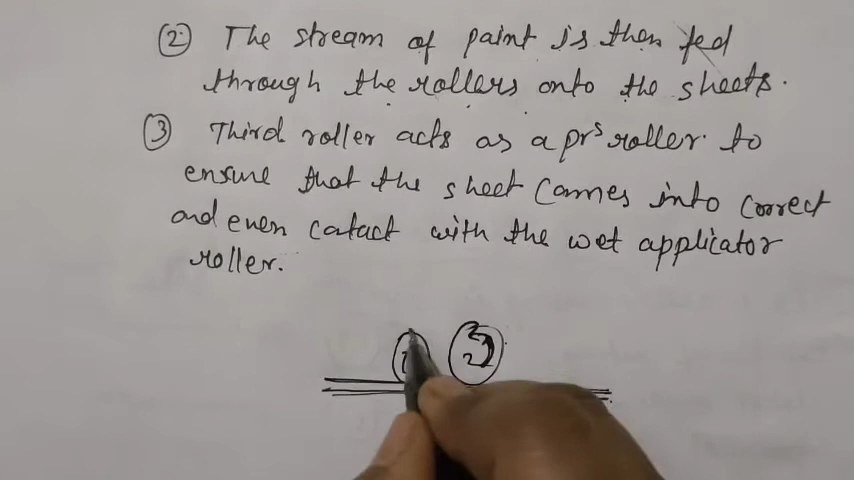 ② The stream of paint is then fed
through the rollers onto the sheets.
③ Third roller acts as a prs roller to
ensure that the sheet cames into correct
and even catact with the wet applicator
roller.